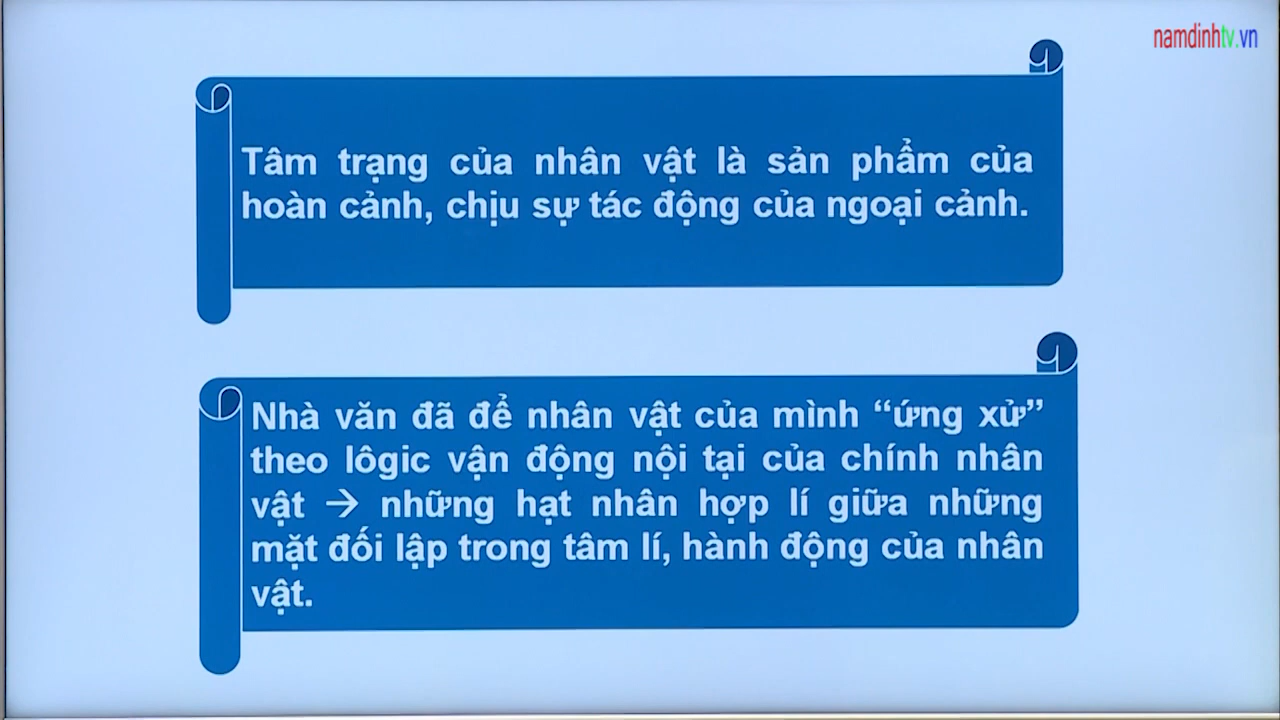 namdinhtv.vn
Tâm trạng của nhân vật là sản phẩm của
hoàn cảnh, chịu sự tác động của ngoại cảnh.
Nhà văn đã để nhân vật của mình “ứng xử”
theo lôgic vận động nội tại của chính nhân
vật → những hạt nhân hợp lí giữa những
mặt đối lập trong tâm lí, hành động của nhân
vật.